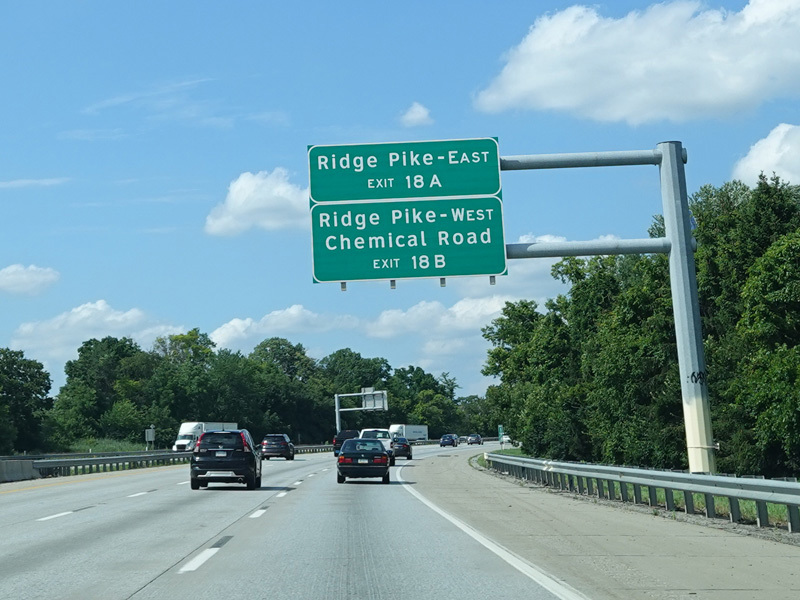 Ridge Pike-EAST
EXIT 18 A
Ridge Pike-WEST
Chemical Road
EXIT 18 B